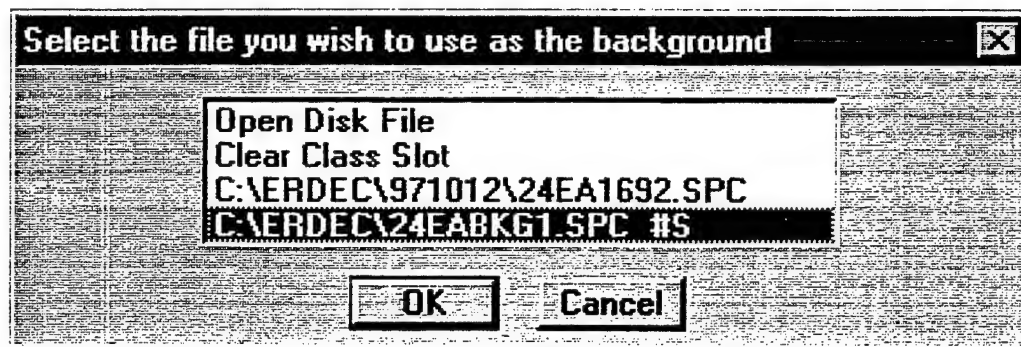 Select the file you wish to use as the background
Open Disk File
Clear Class Slot
C:\ERDEC\971012\24EA1692.SPC
C:\ERDEC\24EABKG1.SPC #S
OK Cancel